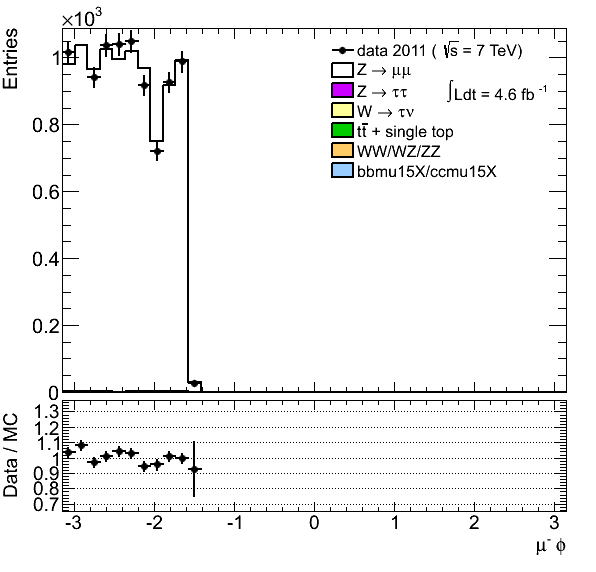 ×10³
Entries
1
0.8
0.6
0.4
0.2
0
data 2011 ( √s = 7 TeV)
Z → μμ
Z → ττ
∫Ldt = 4.6 fb⁻¹
W → τν
tt̅ + single top
WW/WZ/ZZ
bbmu15X/ccmu15X
Data / MC
1.3
1.2
1.1
1
0.9
0.8
0.7
-3 -2 -1 0 1 2 3
μ⁻ ϕ